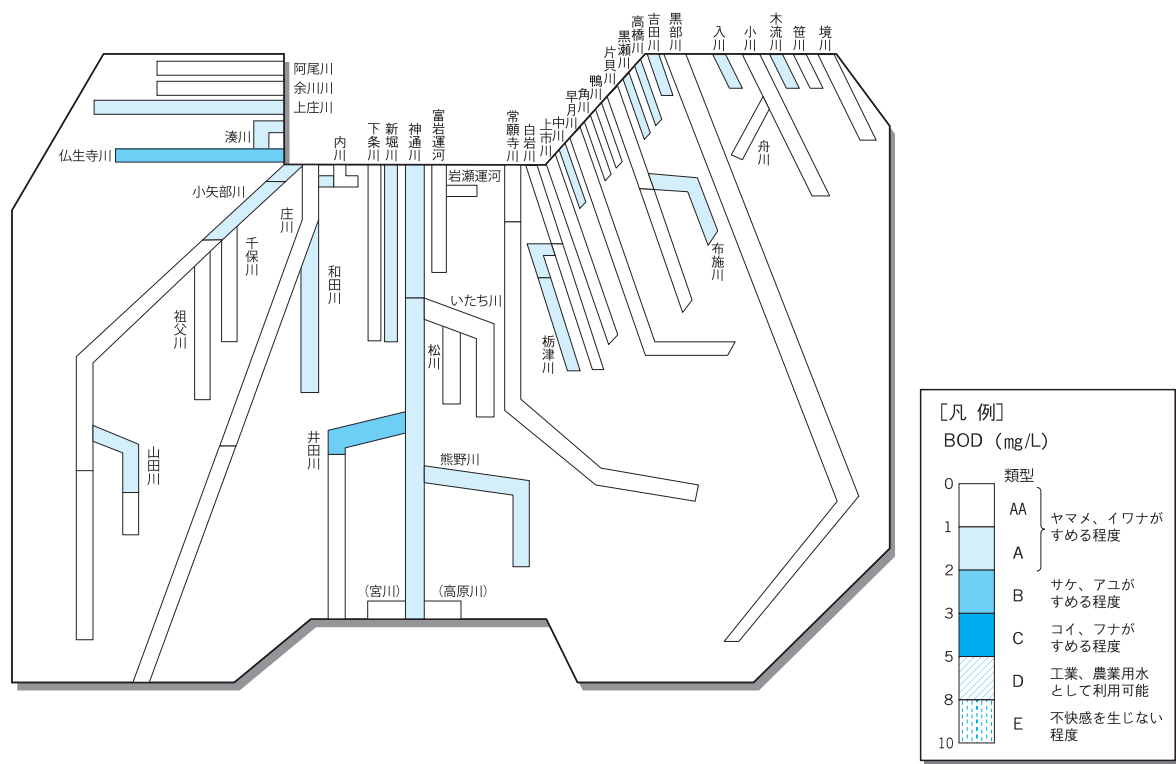 阿尾川
余川川
上庄川
湊川
仏生寺川
小矢部川
千保川
祖父川
山田川
庄川
内川
和田川
下条川
新堀川
神通川
富岩運河
岩瀬運河
いたち川
松川
井田川
熊野川
(宮川)
(高原川)
常願寺川
白岩川
上市川
中川
早月川
角川
鴨川
片貝川
黒瀬川
高橋川
吉田川
黒部川
入川
小川
木流川
笹川
境川
舟川
布施川
栃津川
[凡 例]
BOD (mg/L)
類型
0
AA
1
A
ヤマメ、イワナが
すめる程度
2
B
サケ、アユが
すめる程度
3
C
コイ、フナが
すめる程度
5
D
工業、農業用水
として利用可能
8
E
不快感を生じない
程度
10